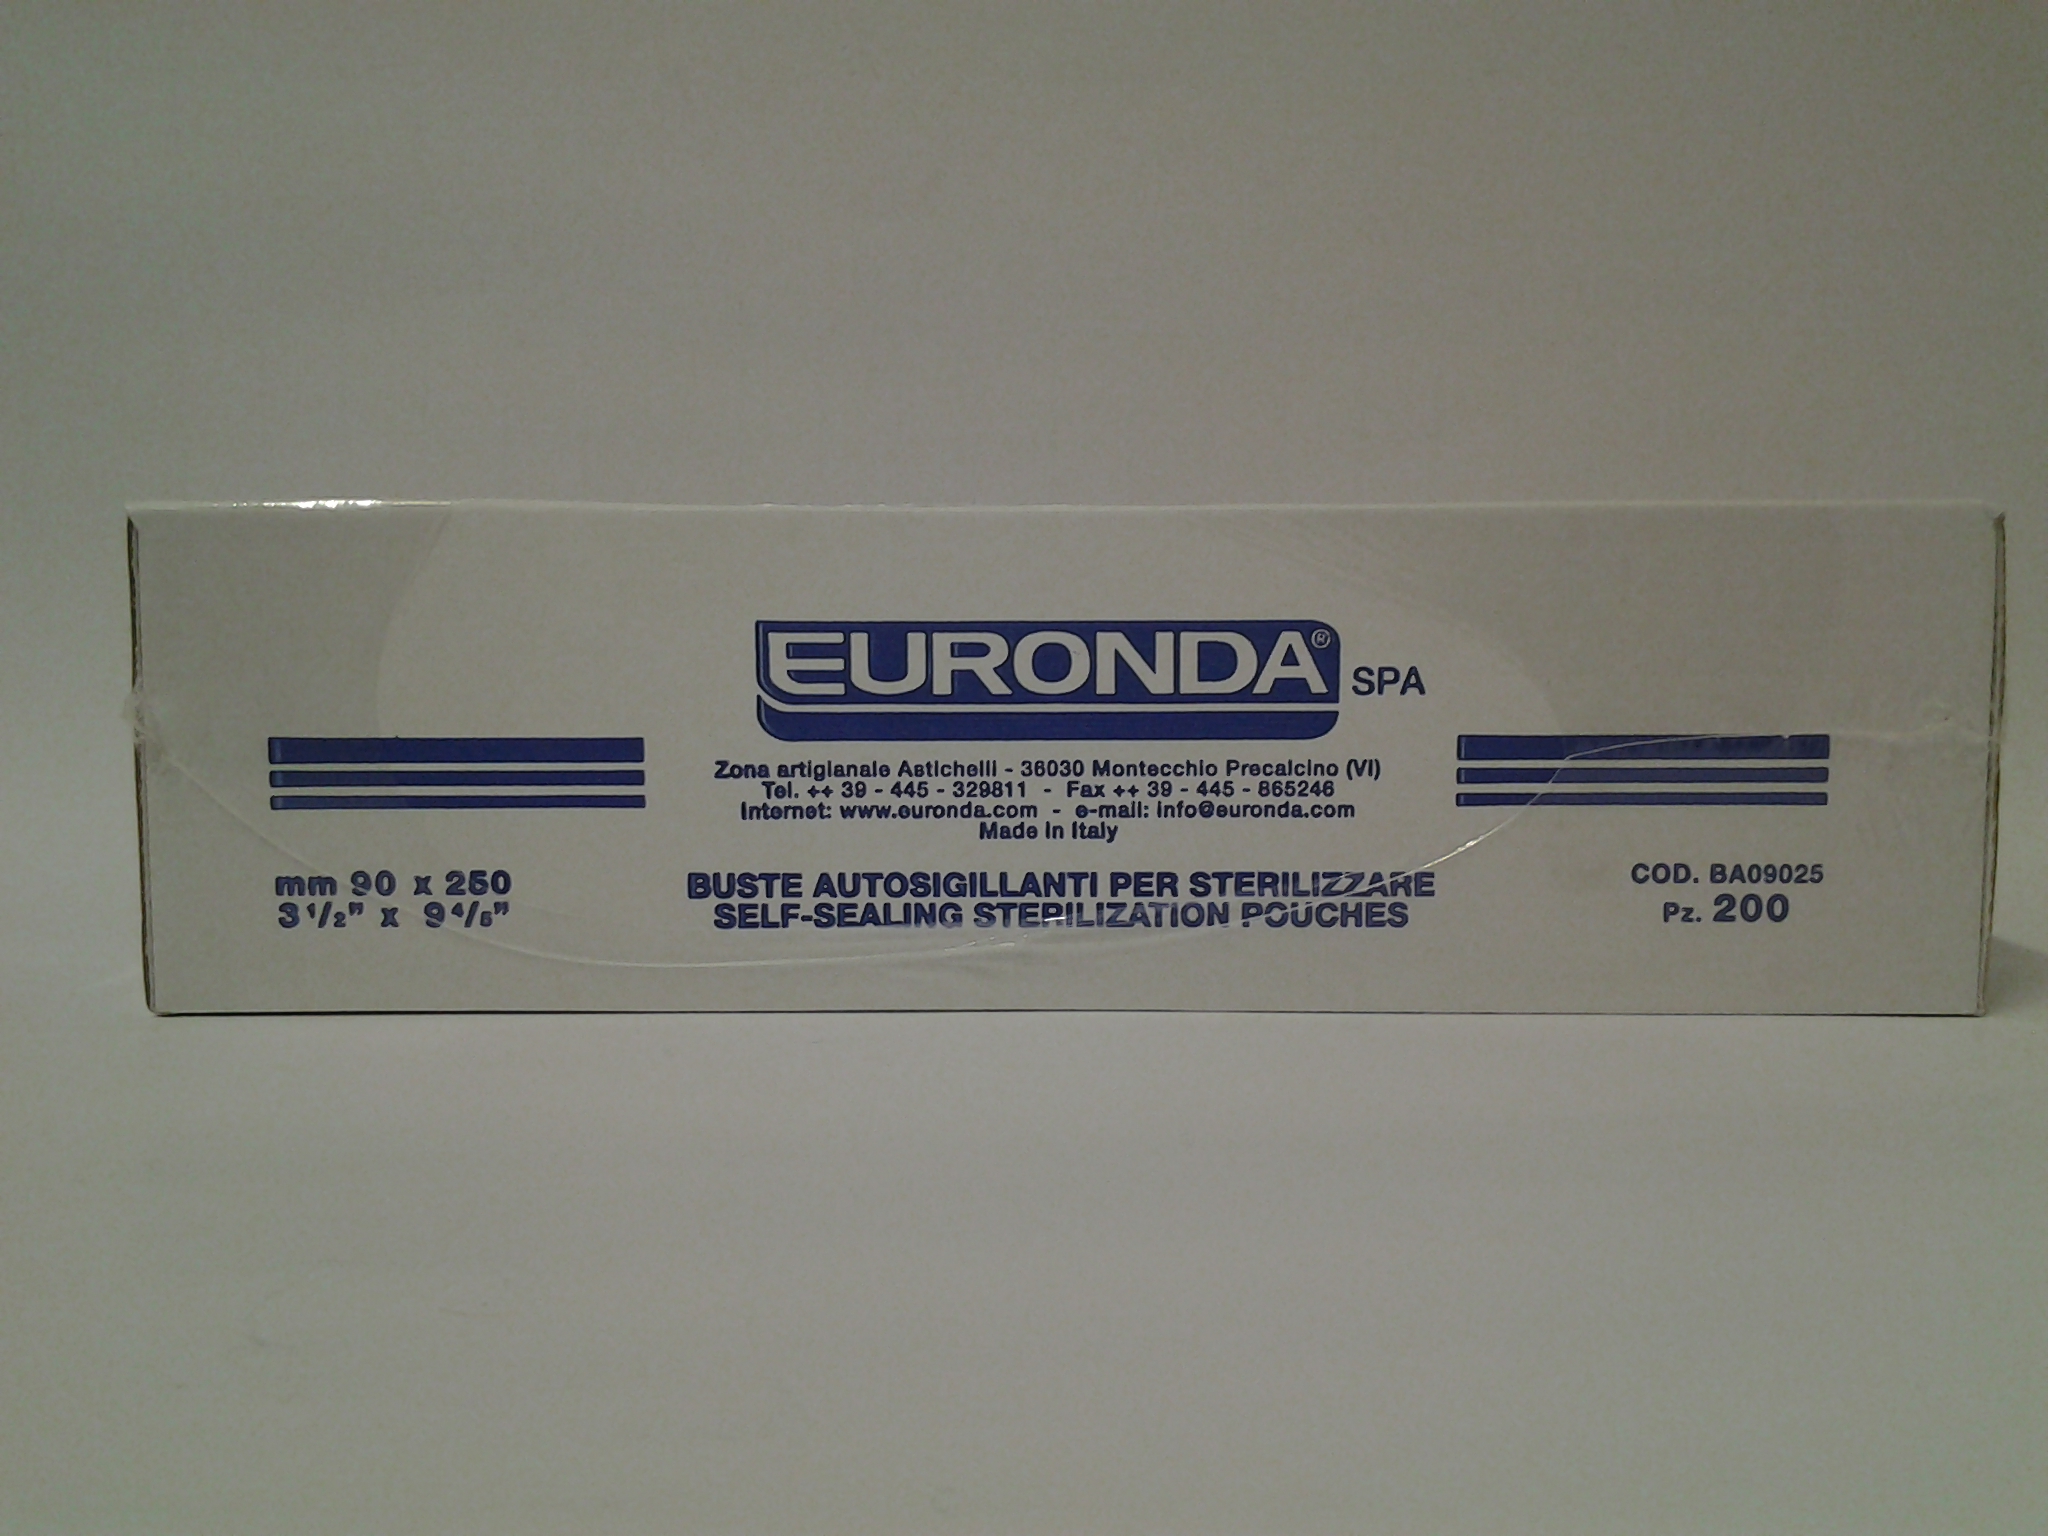 EURONDA® SPA
Zona artigianale Astichelli - 36030 Montecchio Precalcino (VI)
Tel. ++ 39 - 445 - 329811 - Fax ++ 39 - 445 - 865246
Internet: www.euronda.com - e-mail: info@euronda.com
Made in Italy
mm 90 x 250
3 1/2" x 9 4/5"
BUSTE AUTOSIGILLANTI PER STERILIZZARE
SELF-SEALING STERILIZATION POUCHES
COD. BA09025
Pz. 200